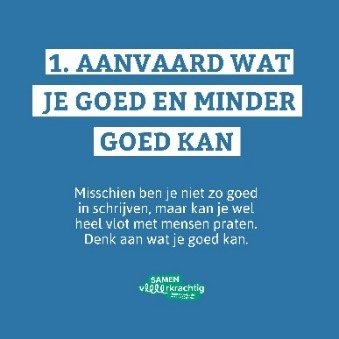 1. AANVAARD WAT
JE GOED EN MINDER
GOED KAN
Misschien ben je niet zo goed
in schrijven, maar kan je wel
heel vlot met mensen praten.
Denk aan wat je goed kan.
SAMEN
veeerkrachtig